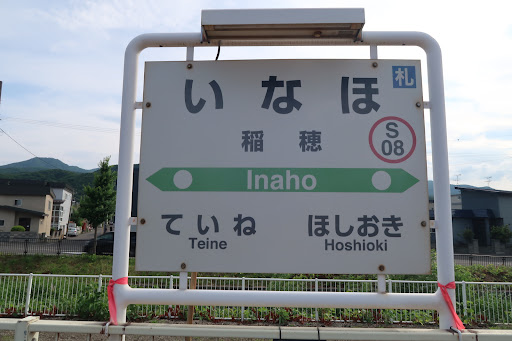 札
いなほ
稲穂
S
08
Inaho
ていね ほしおき
Teine Hoshioki